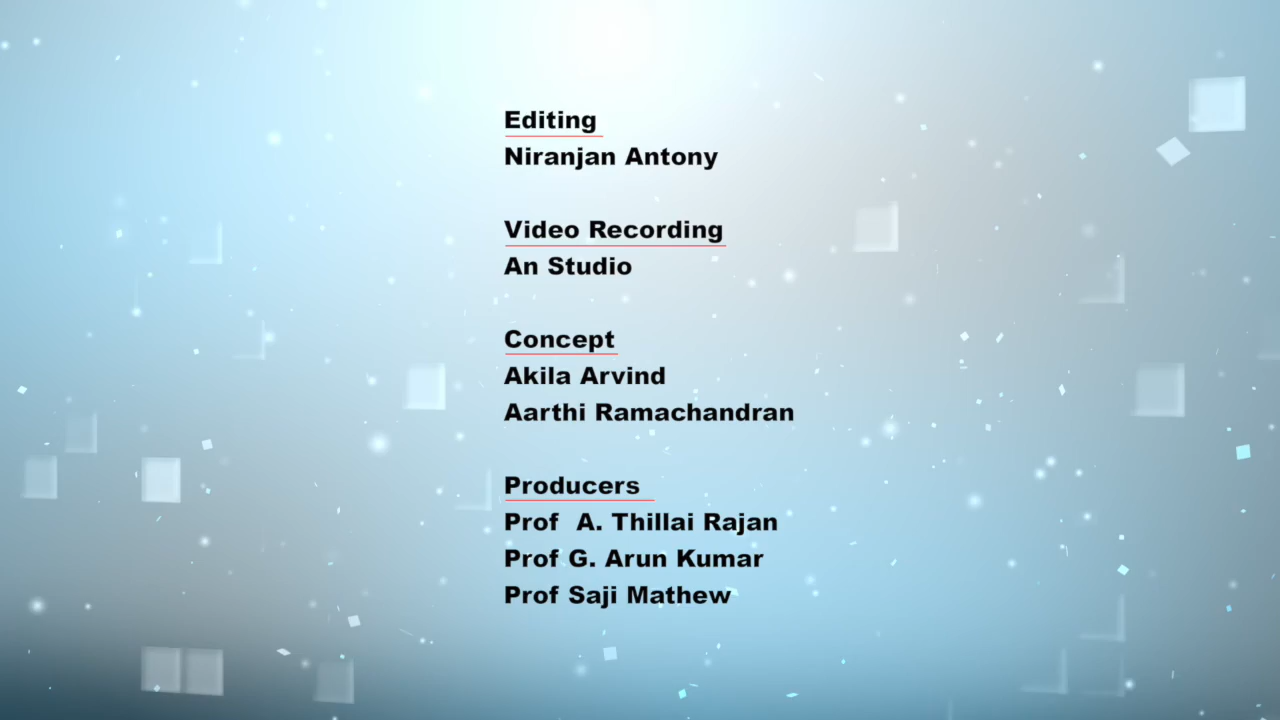 Editing
Niranjan Antony
Video Recording
An Studio
Concept
Akila Arvind
Aarthi Ramachandran
Producers
Prof  A. Thillai Rajan
Prof G. Arun Kumar
Prof Saji Mathew